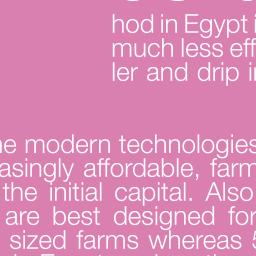 hod in Egypt
much less eff
ler and drip i
e modern technologies
asingly affordable, farm
the initial capital. Also
are best designed for
sized farms whereas 5